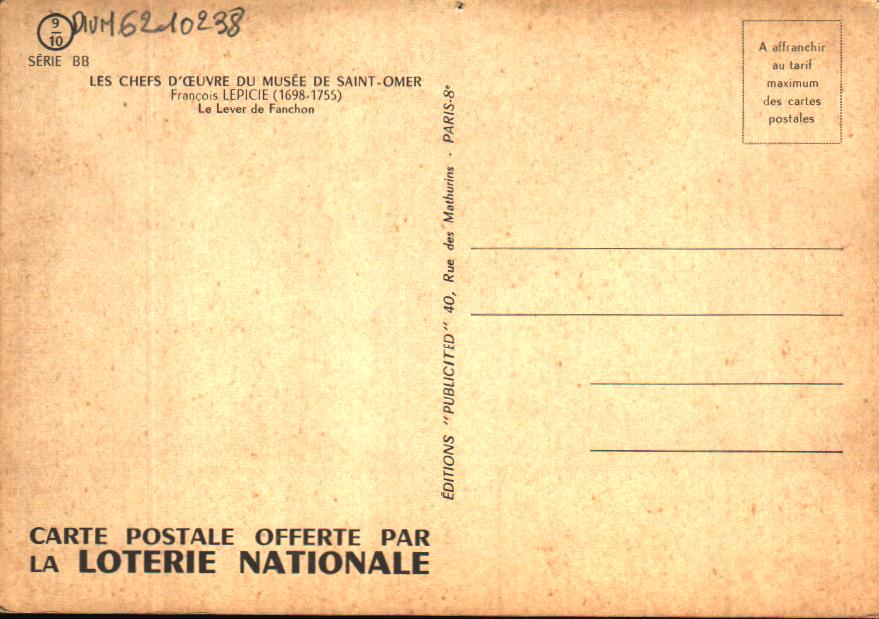 9
10
6210238
SÉRIE BB
LES CHEFS D'ŒUVRE DU MUSÉE DE SAINT-OMER
François LEPICIE (1698-1755)
Le Lever de Fanchon
ÉDITIONS "PUBLICITED" 40, Rue des Mathurins - PARIS-8e
A affranchir
au tarif
maximum
des cartes
postales
CARTE POSTALE OFFERTE PAR
LA LOTERIE NATIONALE